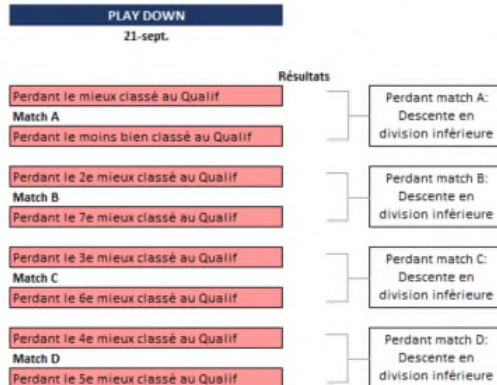 PLAY DOWN
21-sept.
Résultats
Perdant le mieux classé au Qualif
Match A
Perdant le moins bien classé au Qualif
Perdant match A:
Descente en
division inférieure
Perdant le 2e mieux classé au Qualif
Match B
Perdant le 7e mieux classé au Qualif
Perdant match B:
Descente en
division inférieure
Perdant le 3e mieux classé au Qualif
Match C
Perdant le 6e mieux classé au Qualif
Perdant match C:
Descente en
division inférieure
Perdant le 4e mieux classé au Qualif
Match D
Perdant le 5e mieux classé au Qualif
Perdant match D:
Descente en
division inférieure